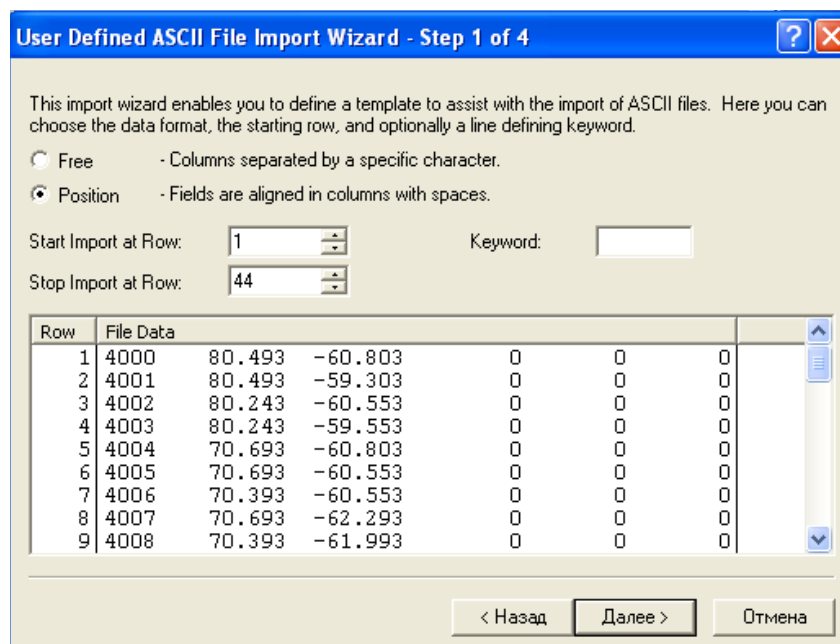 User Defined ASCII File Import Wizard - Step 1 of 4
This import wizard enables you to define a template to assist with the import of ASCII files. Here you can
choose the data format, the starting row, and optionally a line defining keyword.
Free - Columns separated by a specific character.
Position - Fields are aligned in columns with spaces.
Start Import at Row: 1 Keyword:
Stop Import at Row: 44
Row File Data
1 4000 80.493 -60.803 0 0 0
2 4001 80.493 -59.303 0 0 0
3 4002 80.243 -60.553 0 0 0
4 4003 80.243 -59.553 0 0 0
5 4004 70.693 -60.803 0 0 0
6 4005 70.693 -60.553 0 0 0
7 4006 70.393 -60.553 0 0 0
8 4007 70.693 -62.293 0 0 0
9 4008 70.393 -61.993 0 0 0
< Назад Далее > Отмена